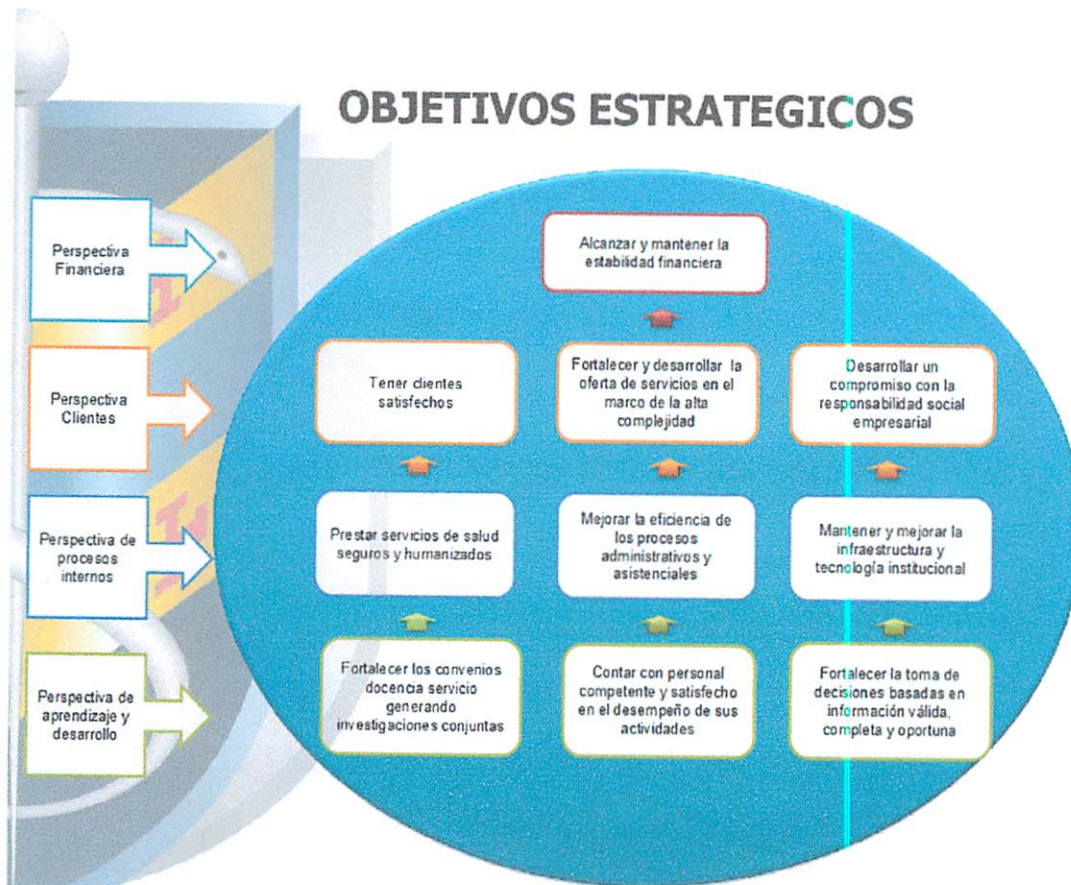 OBJETIVOS ESTRATEGICOS
Perspectiva
Financiera
Alcanzar y mantener la
estabilidad financiera
Perspectiva
Clientes
Tener clientes
satisfechos
Fortalecer y desarrollar la
oferta de servicios en el
marco de la alta
complejidad
Desarrollar un
compromiso con la
responsabilidad social
empresarial
Perspectiva de
procesos
internos
Prestar servicios de salud
seguros y humanizados
Mejorar la eficiencia de
los procesos
administrativos y
asistenciales
Mantener y mejorar la
infraestructura y
tecnología institucional
Perspectiva de
aprendizaje y
desarrollo
Fortalecer los convenios
docencia servicio
generando
investigaciones conjuntas
Contar con personal
competente y satisfecho
en el desempeño de sus
actividades
Fortalecer la toma de
decisiones basadas en
información válida,
completa y oportuna